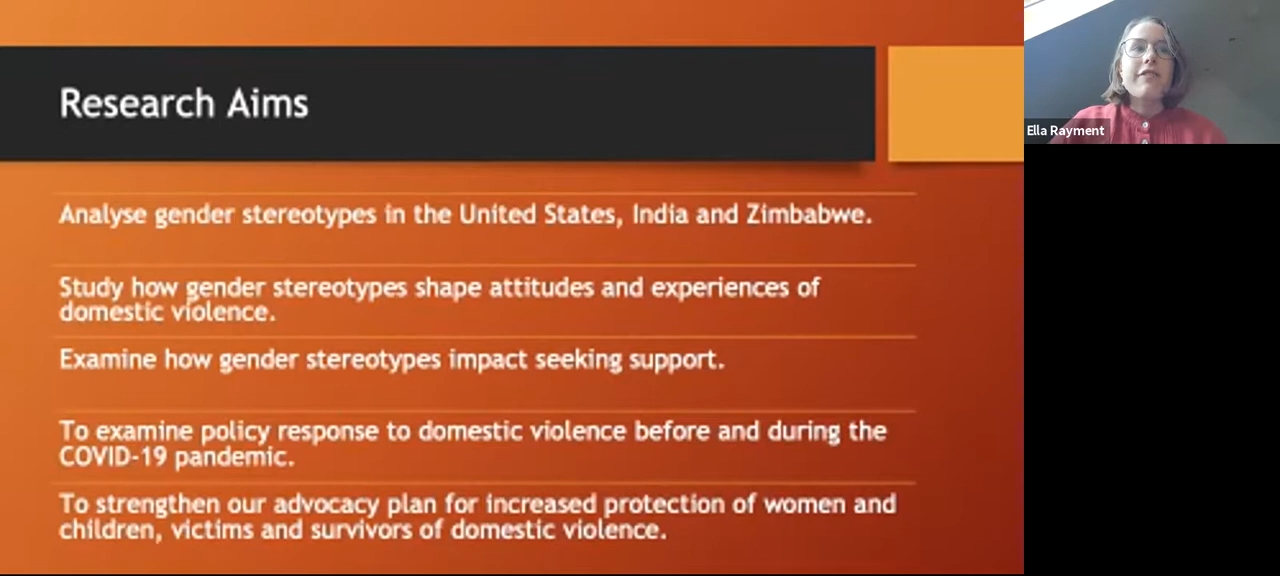 Research Aims
Analyse gender stereotypes in the United States, India and Zimbabwe.
Study how gender stereotypes shape attitudes and experiences of
domestic violence.
Examine how gender stereotypes impact seeking support.
To examine policy response to domestic violence before and during the
COVID-19 pandemic.
To strengthen our advocacy plan for increased protection of women and
children, victims and survivors of domestic violence.
Ella Rayment